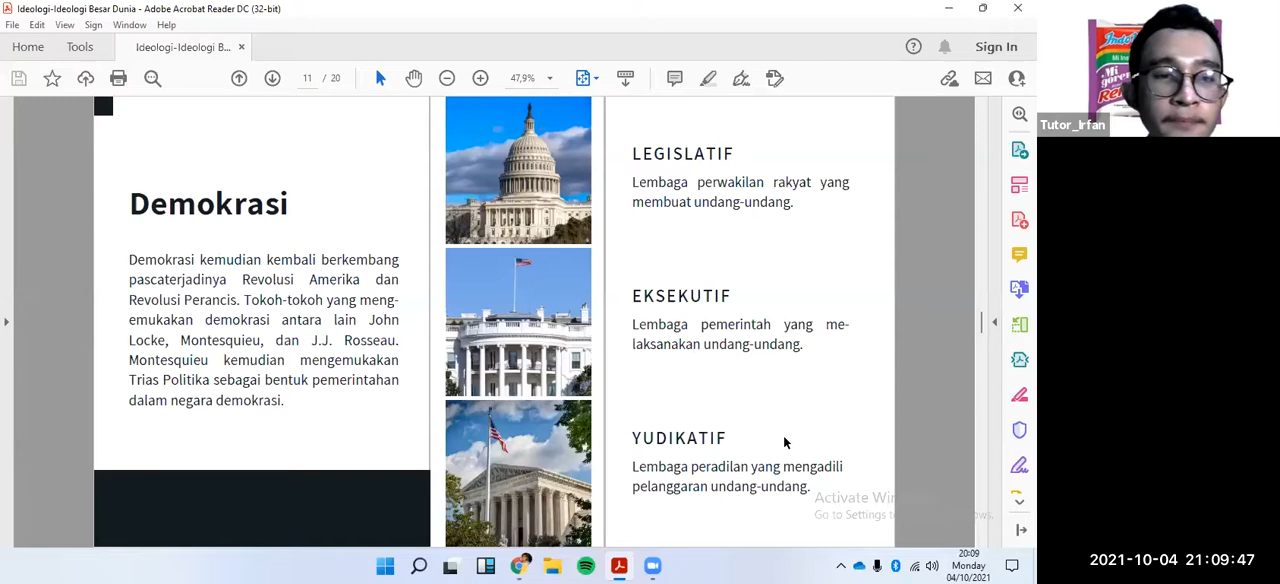 Ideologi-Ideologi Besar Dunia - Adobe Acrobat Reader DC (32-bit)
File Edit View Sign Window Help
Home Tools Ideologi-Ideologi B... ×
Sign In
11 / 20 47,9%
Demokrasi
Demokrasi kemudian kembali berkembang
pascaterjadinya Revolusi Amerika dan
Revolusi Perancis. Tokoh-tokoh yang meng-
emukakan demokrasi antara lain John
Locke, Montesquieu, dan J.J. Rosseau.
Montesquieu kemudian mengemukakan
Trias Politika sebagai bentuk pemerintahan
dalam negara demokrasi.
LEGISLATIF
Lembaga perwakilan rakyat yang
membuat undang-undang.
EKSEKUTIF
Lembaga pemerintah yang me-
laksanakan undang-undang.
YUDIKATIF
Lembaga peradilan yang mengadili
pelanggaran undang-undang.
Activate Wi
Go to Settings t
Tutor_Irfan
20:09
Monday
04/10/2021
2021-10-04 21:09:47